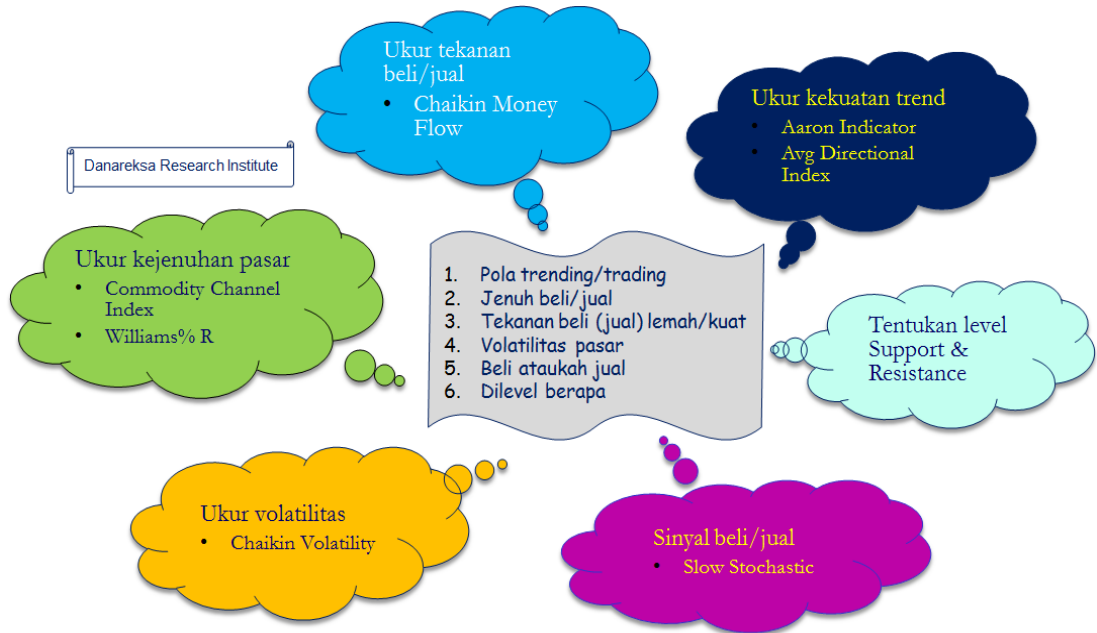 Ukur tekanan
beli/jual
• Chaikin Money
Flow
Ukur kekuatan trend
• Aaron Indicator
• Avg Directional
Index
Danareksa Research Institute
Ukur kejenuhan pasar
• Commodity Channel
Index
• Williams% R
1. Pola trending/trading
2. Jenuh beli/jual
3. Tekanan beli (jual) lemah/kuat
4. Volatilitas pasar
5. Beli ataukah jual
6. Dilevel berapa
Tentukan level
Support &
Resistance
Ukur volatilitas
• Chaikin Volatility
Sinyal beli/jual
• Slow Stochastic